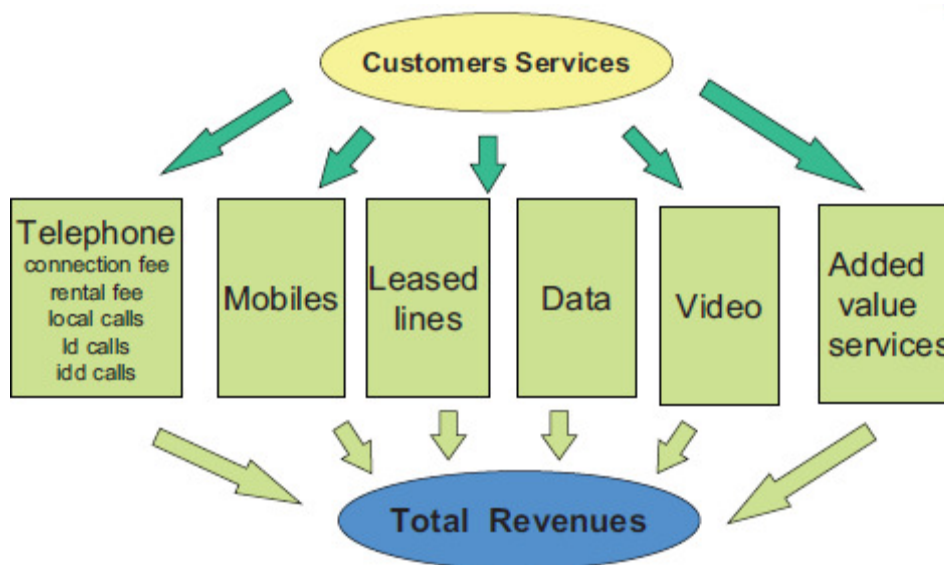 Customers Services
Telephone
connection fee
rental fee
local calls
ld calls
idd calls
Mobiles
Leased
lines
Data
Video
Added
value
services
Total Revenues